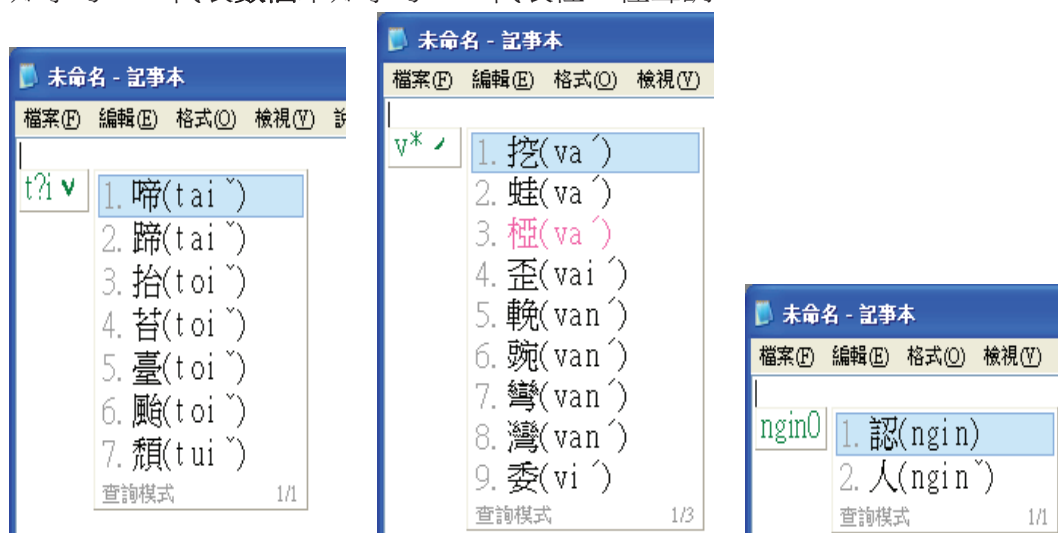 未命名 - 記事本
檔案(F) 編輯(E) 格式(O) 檢視(V)
t?iˇ
1. 啼(taiˇ)
2. 蹄(taiˇ)
3. 抬(toiˇ)
4. 苔(toiˇ)
5. 臺(toiˇ)
6. 颱(toiˇ)
7. 頹(tuiˇ)
查詢模式 1/1
未命名 - 記事本
檔案(F) 編輯(E) 格式(O) 檢視(V)
v*ˊ
1. 挖(vaˊ)
2. 蛙(vaˊ)
3. 椏(vaˊ)
4. 歪(vaiˊ)
5. 輓(vanˊ)
6. 豌(vanˊ)
7. 彎(vanˊ)
8. 灣(vanˊ)
9. 委(viˊ)
查詢模式 1/3
未命名 - 記事本
檔案(F) 編輯(E) 格式(O) 檢視(V)
ngin0
1. 認(ngin)
2. 人(nginˇ)
查詢模式 1/1